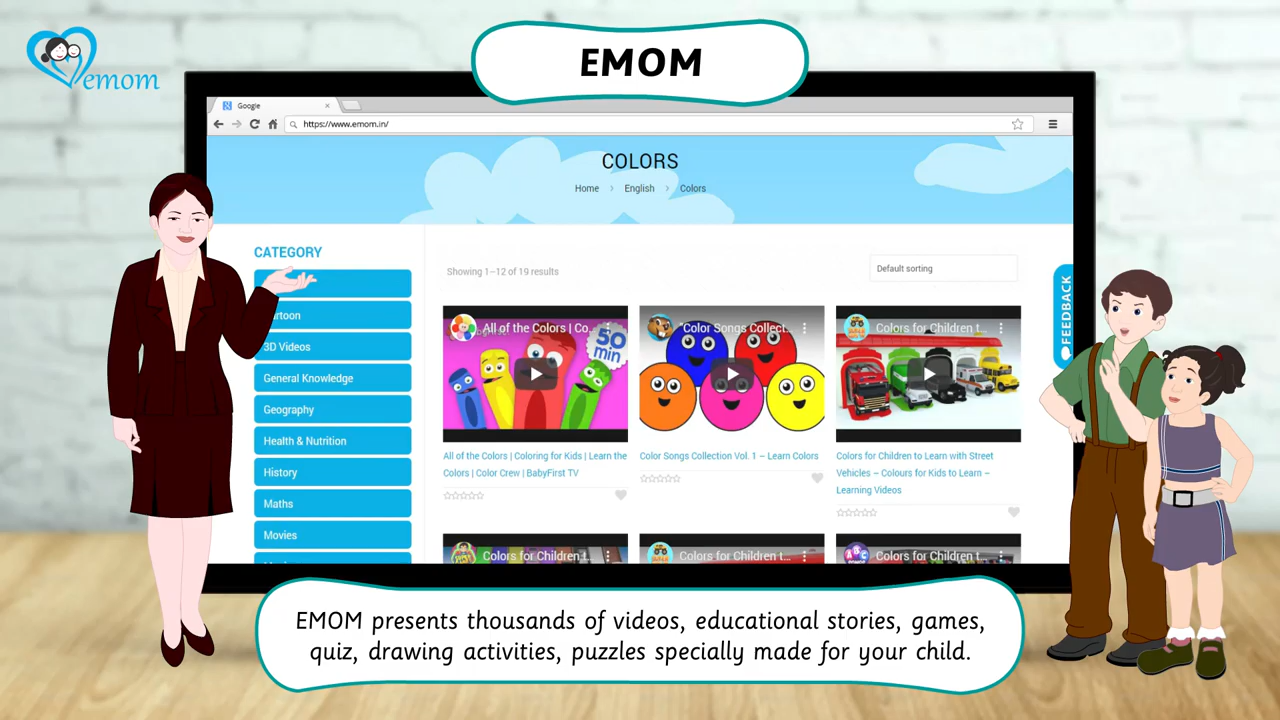 emom
EMOM
Google
https://www.emom.in/
COLORS
Home > English > Colors
CATEGORY
3D Videos
General Knowledge
Geography
Health & Nutrition
History
Maths
Movies
Showing 1–12 of 19 results
Default sorting
FEEDBACK
All of the Colors | Co...
50
min
"Color Songs Collect...
Colors for Children t...
All of the Colors | Coloring for Kids | Learn the
Colors | Color Crew | BabyFirst TV
Color Songs Collection Vol. 1 – Learn Colors
Colors for Children to Learn with Street
Vehicles – Colours for Kids to Learn –
Learning Videos
Colors for Children t...
Colors for Children t...
Colors for Children t...
EMOM presents thousands of videos, educational stories, games,
quiz, drawing activities, puzzles specially made for your child.